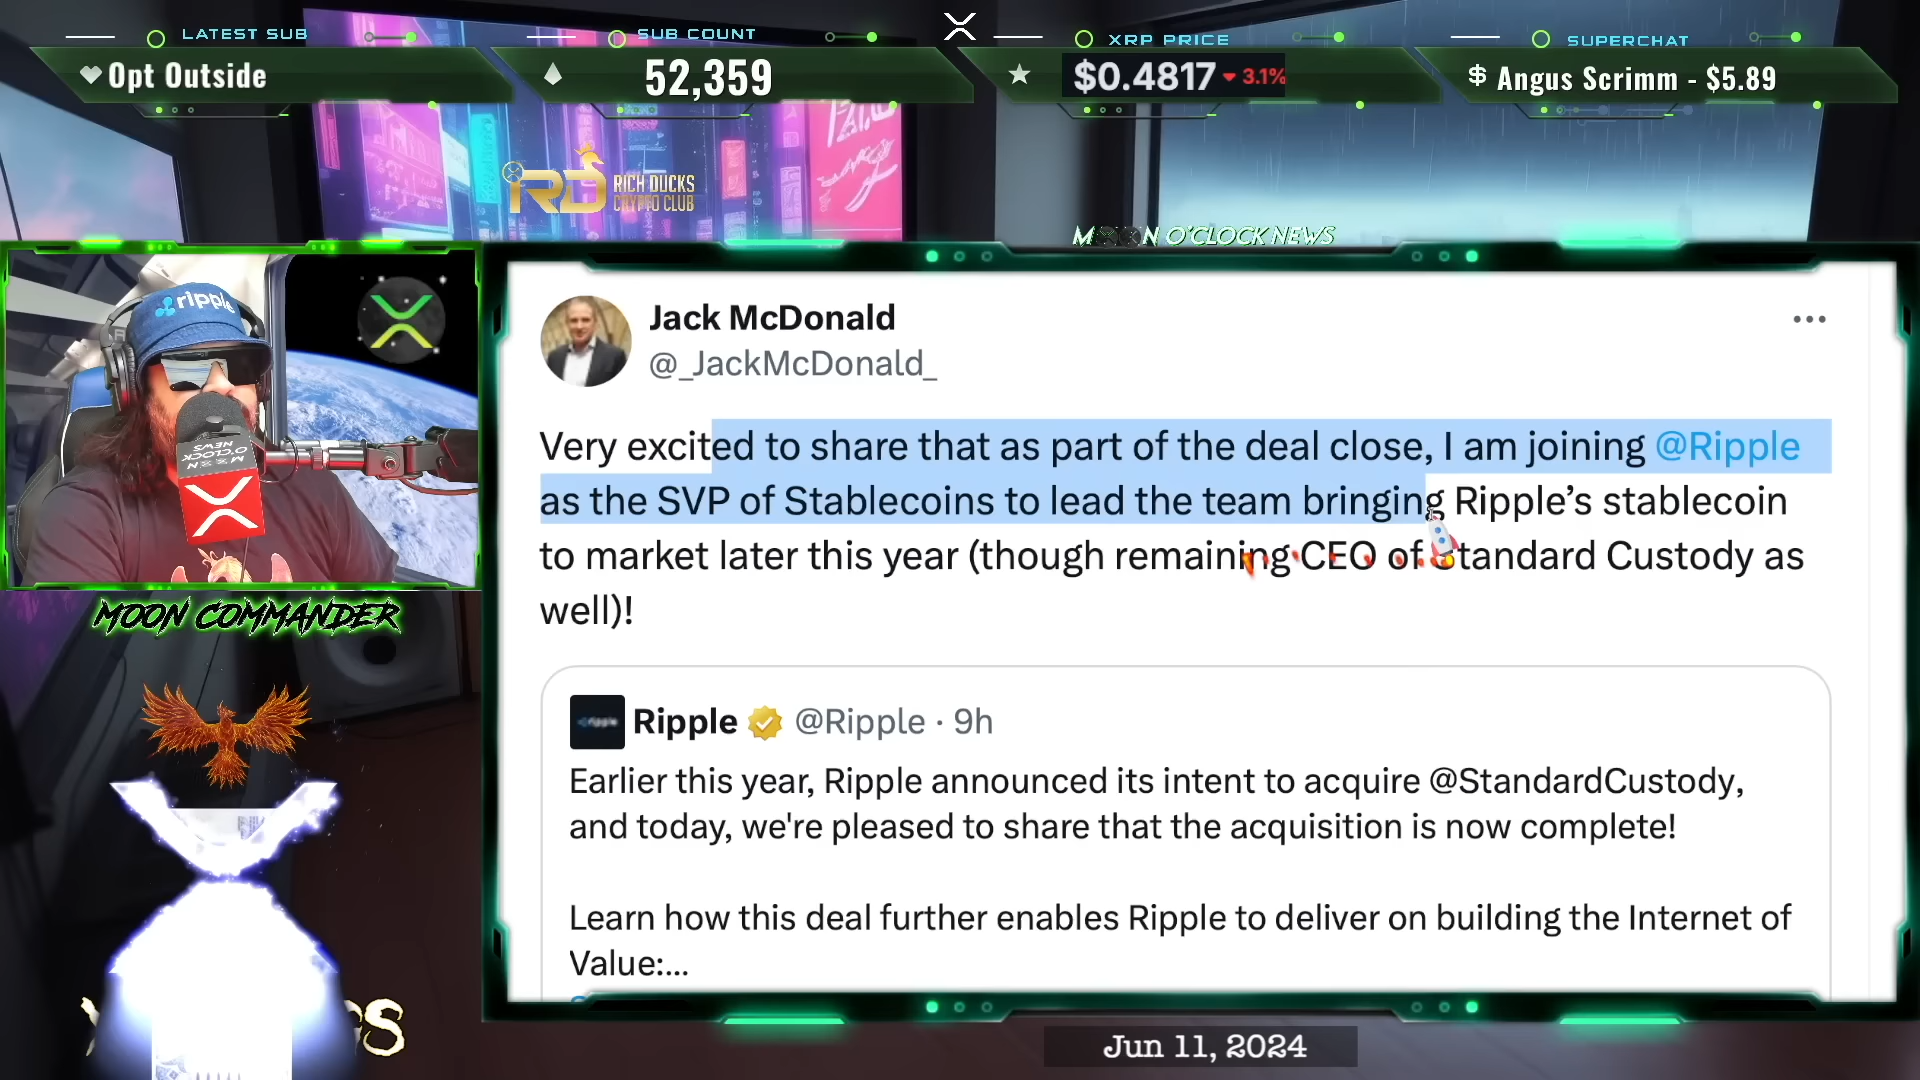 LATEST SUB
Opt Outside
SUB COUNT
52,359
XRP PRICE
$0.4817 3.1%
SUPERCHAT
Angus Scrimm - $5.89
RD RICH DUCKS
CRYPTO CLUB
MOON O'CLOCK NEWS
ripple
MOON
O'CLOCK
NEWS
MOON COMMANDER
Jack McDonald
@_JackMcDonald_
Very excited to share that as part of the deal close, I am joining @Ripple
as the SVP of Stablecoins to lead the team bringing Ripple’s stablecoin
to market later this year (though remaining CEO of Standard Custody as
well)!
ripple
Ripple @Ripple · 9h
Earlier this year, Ripple announced its intent to acquire @StandardCustody,
and today, we're pleased to share that the acquisition is now complete!
Learn how this deal further enables Ripple to deliver on building the Internet of
Value:...
Jun 11, 2024